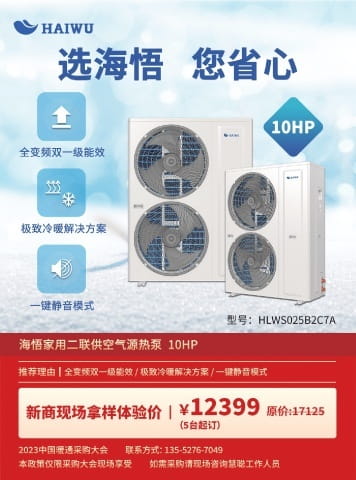 HAIWU
选海悟 您省心
10HP
全变频双一级能效
HAIWU
极致冷暖解决方案
一键静音模式
型号：HLWS025B2C7A
海悟家用二联供空气源热泵 10HP
推荐理由 | 全变频双一级能效 / 极致冷暖解决方案 / 一键静音模式
新商现场拿样体验价 | ¥12399 原价:17125
(5台起订)
2023中国暖通采购大会 联系方式: 135-5276-7049
本政策仅限采购大会现场享受 如需采购请现场咨询慧聪工作人员